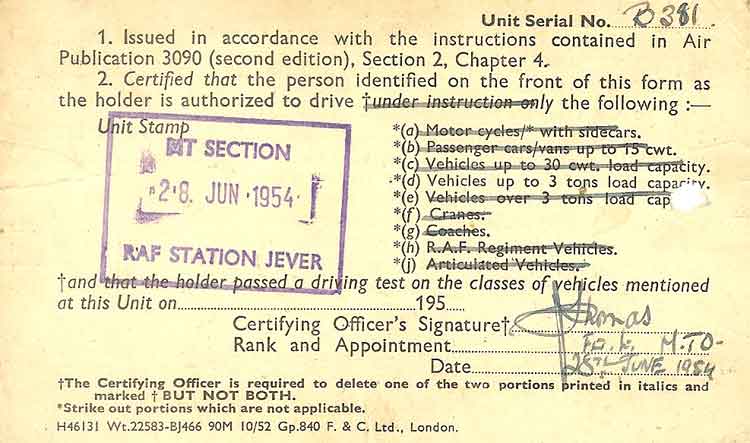 Unit Serial No. B 381
1. Issued in accordance with the instructions contained in Air
Publication 3090 (second edition), Section 2, Chapter 4.
2. Certified that the person identified on the front of this form as
the holder is authorized to drive †under instruction only the following :—
Unit Stamp
MT SECTION
28 JUN 1954
RAF STATION JEVER
*(a) Motor cycles/* with sidecars.
*(b) Passenger cars/vans up to 15 cwt.
*(c) Vehicles up to 30 cwt. load capacity.
*(d) Vehicles up to 3 tons load capacity.
*(e) Vehicles over 3 tons load cap
*(f) Cranes.
*(g) Coaches.
*(h) R.A.F. Regiment Vehicles.
*(j) Articulated Vehicles.
†and that the holder passed a driving test on the classes of vehicles mentioned
at this Unit on 195
Certifying Officer's Signature† Thomas
Rank and Appointment M.T.O.
Date 28TH JUNE 1954
†The Certifying Officer is required to delete one of the two portions printed in italics and
marked † BUT NOT BOTH.
*Strike out portions which are not applicable.
H46131 Wt.22583-BJ466 90M 10/52 Gp.840 F. & C. Ltd., London.